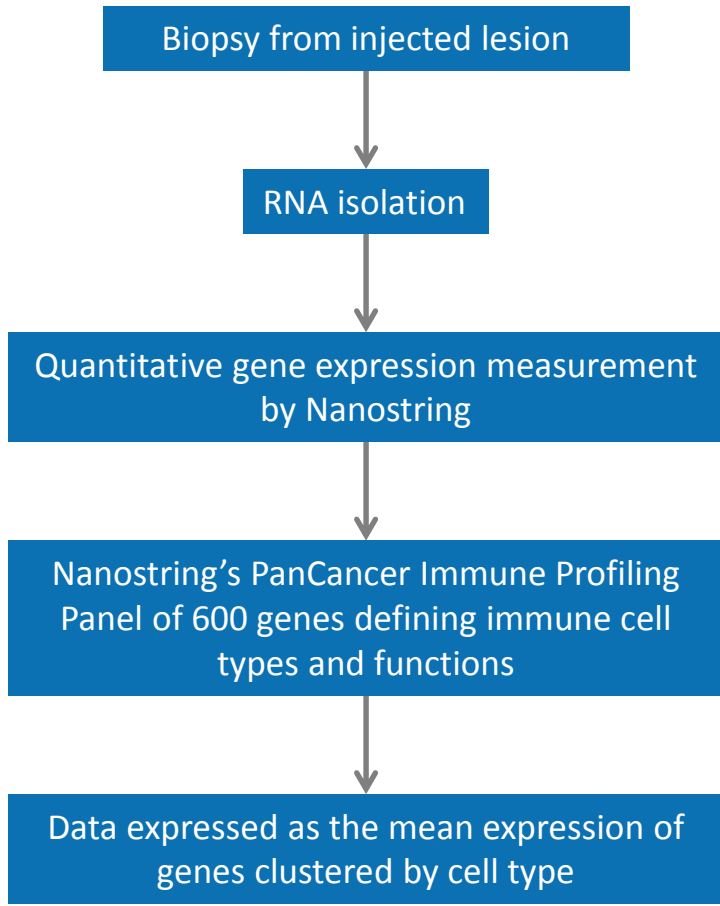 Biopsy from injected lesion
RNA isolation
Quantitative gene expression measurement
by Nanostring
Nanostring’s PanCancer Immune Profiling
Panel of 600 genes defining immune cell
types and functions
Data expressed as the mean expression of
genes clustered by cell type